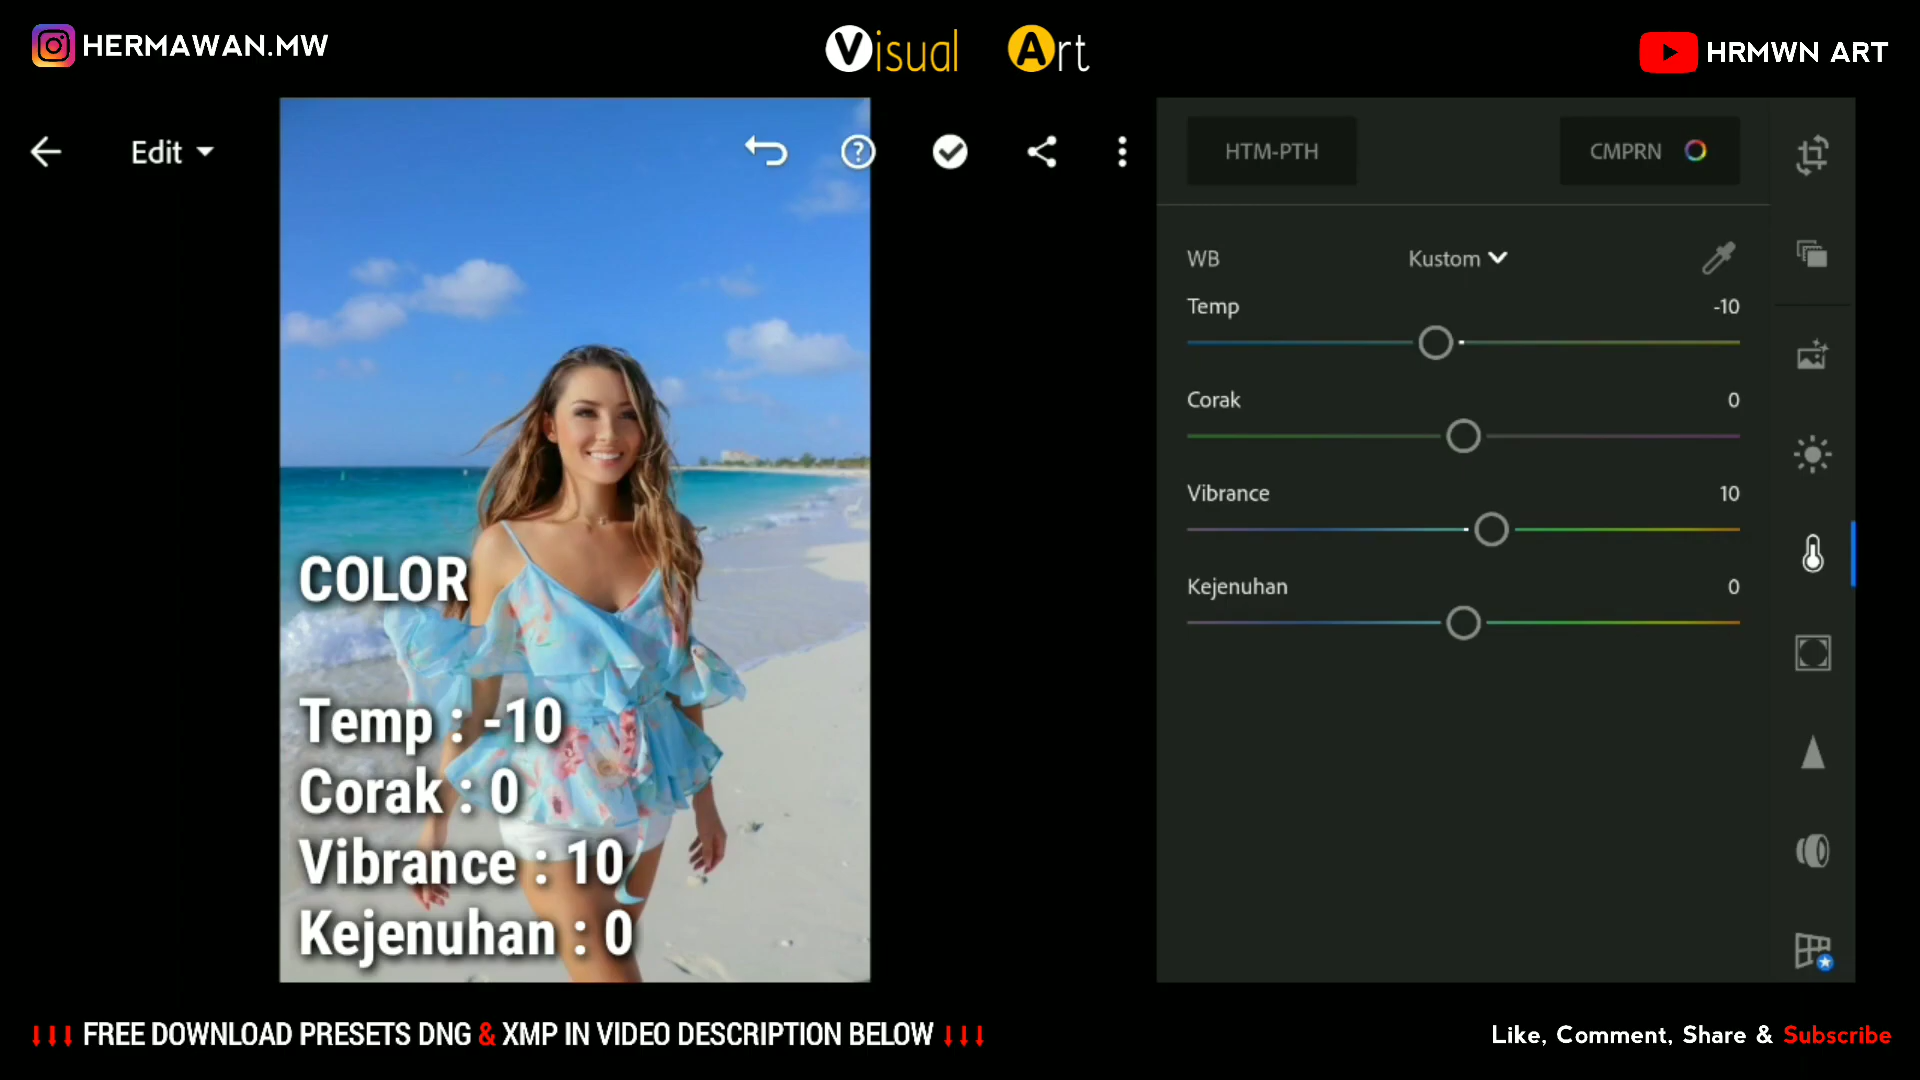 HERMAWAN.MW
Visual Art
HRMWN ART
Edit
HTM-PTH
CMPRN
WB
Kustom
Temp
-10
Corak
0
Vibrance
10
Kejenuhan
0
COLOR
Temp : -10
Corak : 0
Vibrance : 10
Kejenuhan : 0
↓↓↓ FREE DOWNLOAD PRESETS DNG & XMP IN VIDEO DESCRIPTION BELOW ↓↓↓
Like, Comment, Share & Subscribe